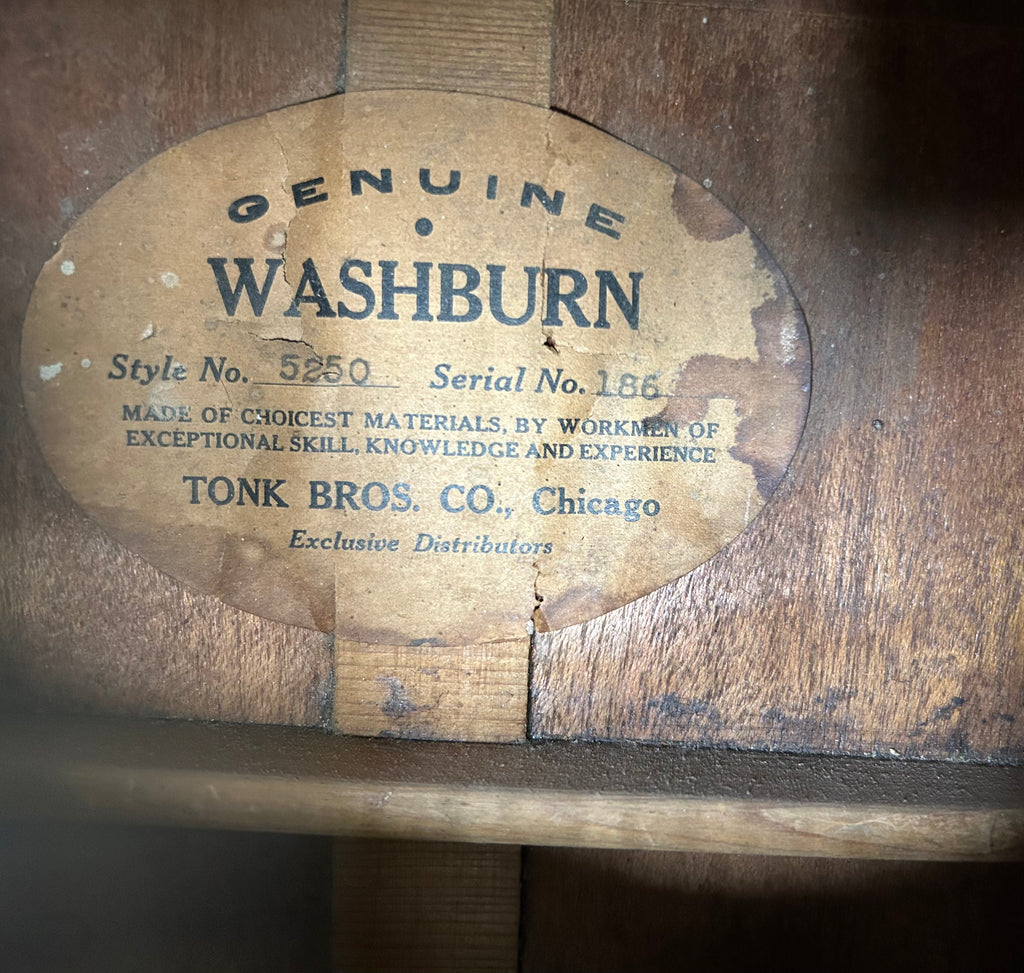 GENUINE
WASHBURN
Style No. 5250 Serial No. 186
MADE OF CHOICEST MATERIALS, BY WORKMEN OF
EXCEPTIONAL SKILL, KNOWLEDGE AND EXPERIENCE
TONK BROS. CO., Chicago
Exclusive Distributors